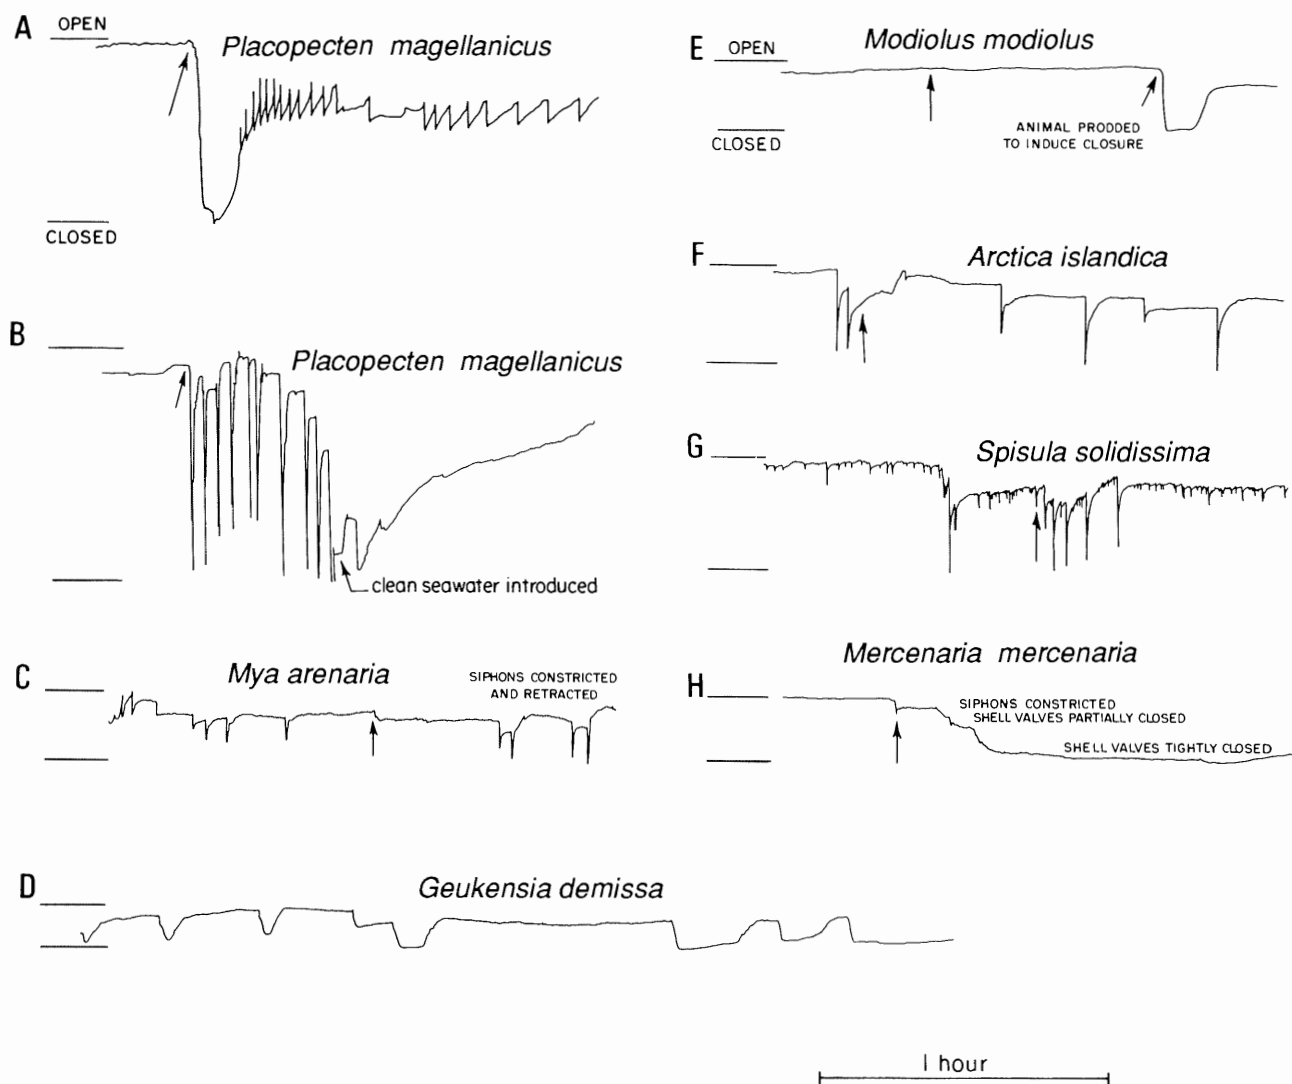 A
OPEN
Placopecten magellanicus
CLOSED
B
Placopecten magellanicus
clean seawater introduced
C
Mya arenaria
SIPHONS CONSTRICTED
AND RETRACTED
D
Geukensia demissa
E
OPEN
Modiolus modiolus
ANIMAL PRODDED
TO INDUCE CLOSURE
CLOSED
F
Arctica islandica
G
Spisula solidissima
H
Mercenaria mercenaria
SIPHONS CONSTRICTED
SHELL VALVES PARTIALLY CLOSED
SHELL VALVES TIGHTLY CLOSED
1 hour